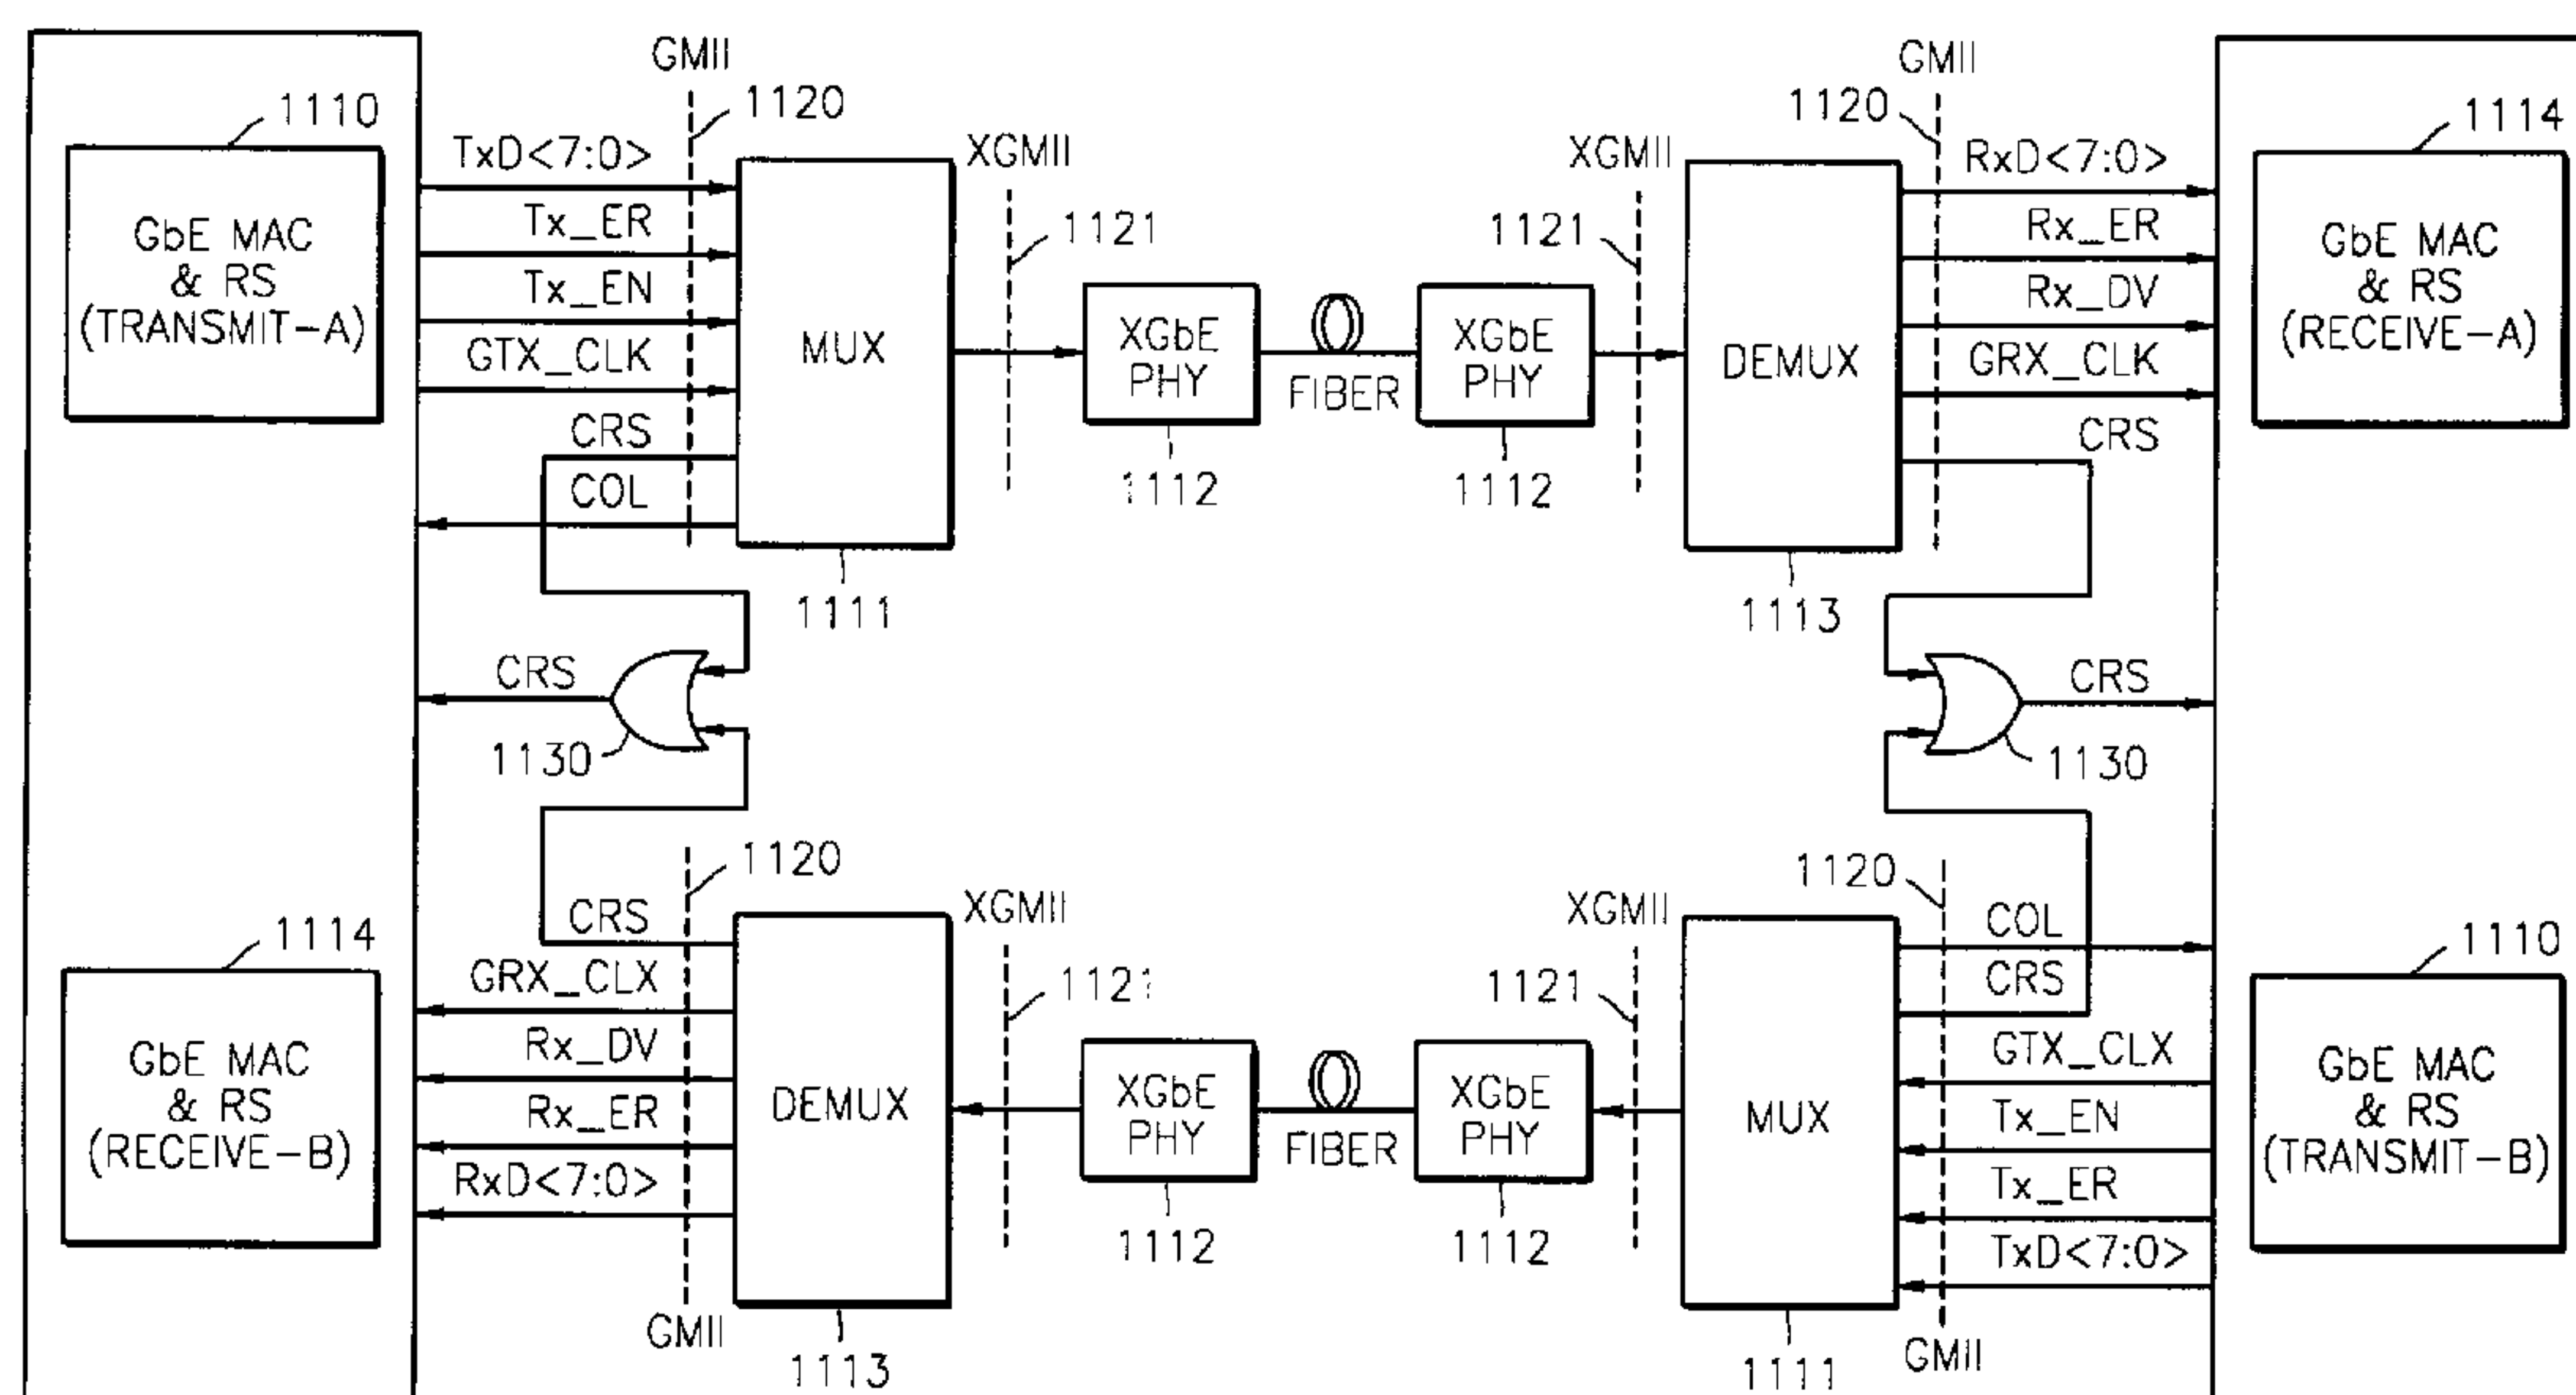 GMII
GMII
1110
1120
1120
1114
TxD<7:0>
XGMII
XGMII
RxD<7:0>
GbE MAC
& RS
(TRANSMIT-A)
Tx_ER
1121
1121
Rx_ER
GbE MAC
& RS
(RECEIVE-A)
Tx_EN
Rx_DV
GTX_CLK
MUX
XGbE
PHY
FIBER
XGbE
PHY
DEMUX
GRX_CLK
CRS
CRS
COL
1112
1112
1111
1113
CRS
CRS
1130
1130
1120
1120
CRS
XGMII
XGMII
COL
1114
1110
GRX_CLX
1121
1121
CRS
Rx_DV
GTX_CLX
GbE MAC
& RS
(RECEIVE-B)
DEMUX
XGbE
PHY
FIBER
XGbE
PHY
MUX
GbE MAC
& RS
(TRANSMIT-B)
Rx_ER
Tx_EN
RxD<7:0>
Tx_ER
1112
1112
TxD<7:0>
GMII
GMII
1113
1111